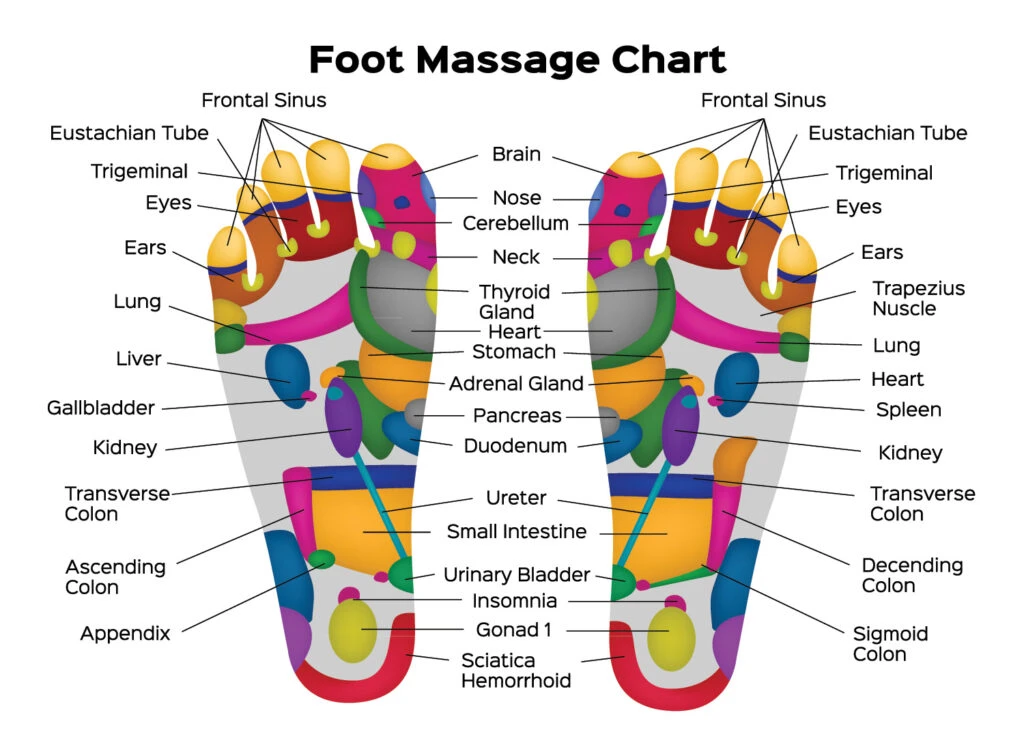 Foot Massage Chart
Frontal Sinus
Eustachian Tube
Trigeminal
Eyes
Ears
Lung
Liver
Gallbladder
Kidney
Transverse
Colon
Ascending
Colon
Appendix
Brain
Nose
Cerebellum
Neck
Thyroid
Gland
Heart
Stomach
Adrenal Gland
Pancreas
Duodenum
Ureter
Small Intestine
Urinary Bladder
Insomnia
Gonad 1
Sciatica
Hemorrhoid
Frontal Sinus
Eustachian Tube
Trigeminal
Eyes
Ears
Trapezius
Nuscle
Lung
Heart
Spleen
Kidney
Transverse
Colon
Decending
Colon
Sigmoid
Colon